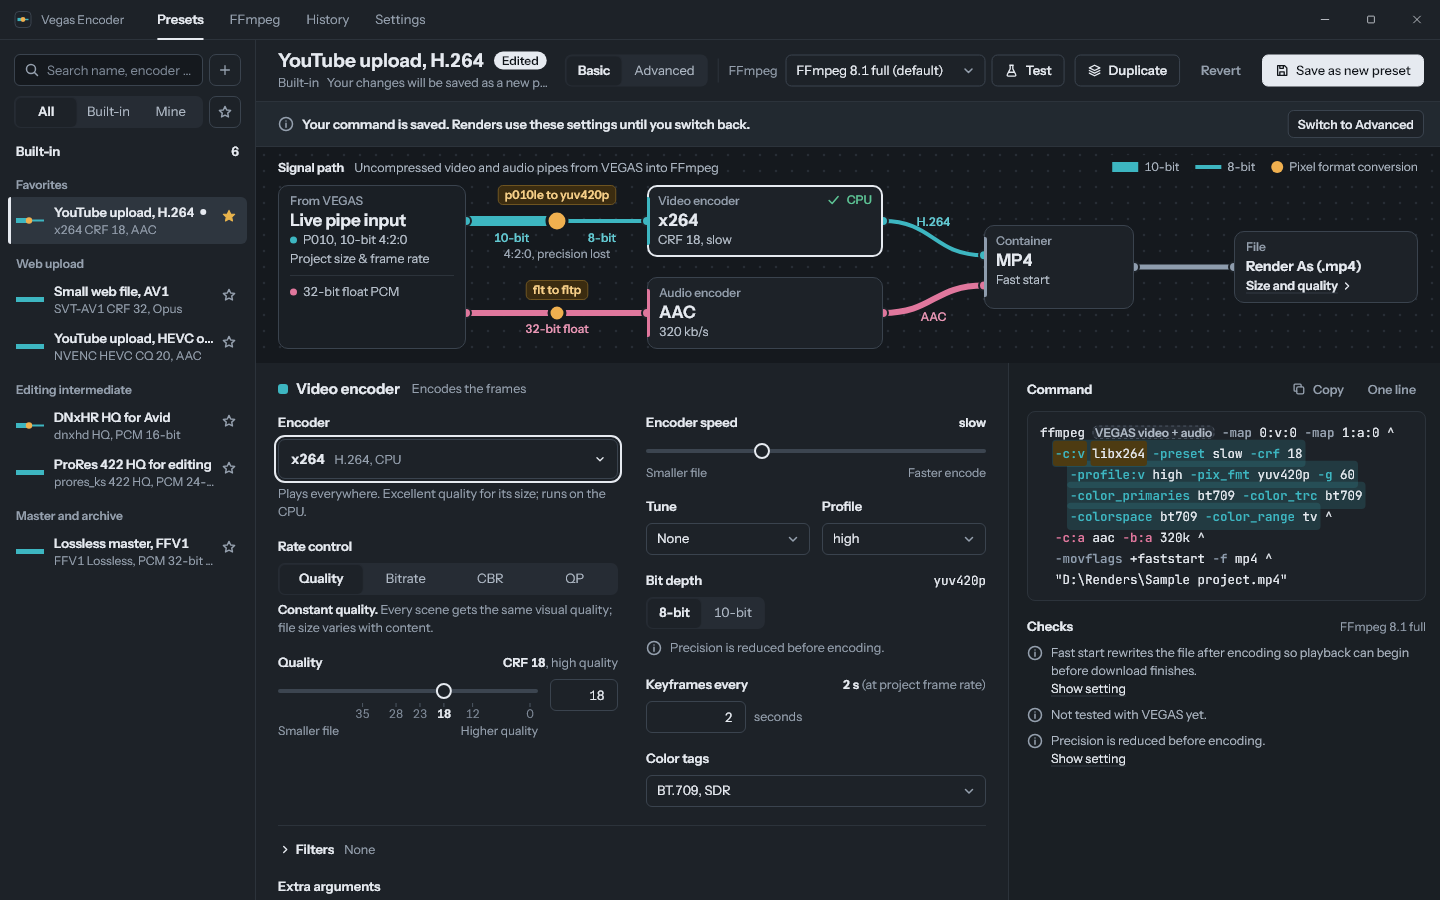 Vegas Encoder
Presets
FFmpeg
History
Settings
Search name, encoder ...
All
Built-in
Mine
Built-in
6
Favorites
YouTube upload, H.264
x264 CRF 18, AAC
Web upload
Small web file, AV1
SVT-AV1 CRF 32, Opus
YouTube upload, HEVC o...
NVENC HEVC CQ 20, AAC
Editing intermediate
DNxHR HQ for Avid
dnxhd HQ, PCM 16-bit
ProRes 422 HQ for editing
prores_ks 422 HQ, PCM 24-...
Master and archive
Lossless master, FFV1
FFV1 Lossless, PCM 32-bit ...
YouTube upload, H.264
Edited
Built-in Your changes will be saved as a new p...
Basic
Advanced
FFmpeg
FFmpeg 8.1 full (default)
Test
Duplicate
Revert
Save as new preset
Your command is saved. Renders use these settings until you switch back.
Switch to Advanced
Signal path Uncompressed video and audio pipes from VEGAS into FFmpeg
10-bit
8-bit
Pixel format conversion
From VEGAS
Live pipe input
P010, 10-bit 4:2:0
Project size & frame rate
32-bit float PCM
p010le to yuv420p
10-bit
8-bit
4:2:0, precision lost
flt to fltp
32-bit float
Video encoder
CPU
x264
CRF 18, slow
Audio encoder
AAC
320 kb/s
H.264
AAC
Container
MP4
Fast start
File
Render As (.mp4)
Size and quality
Video encoder Encodes the frames
Encoder
x264 H.264, CPU
Plays everywhere. Excellent quality for its size; runs on the
CPU.
Rate control
Quality
Bitrate
CBR
QP
Constant quality. Every scene gets the same visual quality;
file size varies with content.
Quality
CRF 18, high quality
18
35 28 23 18 12 0
Smaller file
Higher quality
Encoder speed
slow
Smaller file
Faster encode
Tune
None
Profile
high
Bit depth
yuv420p
8-bit
10-bit
Precision is reduced before encoding.
Keyframes every
2 s (at project frame rate)
2
seconds
Color tags
BT.709, SDR
Filters None
Extra arguments
Command
Copy
One line
ffmpeg VEGAS video + audio -map 0:v:0 -map 1:a:0 ^
-c:v libx264 -preset slow -crf 18
-profile:v high -pix_fmt yuv420p -g 60
-color_primaries bt709 -color_trc bt709
-colorspace bt709 -color_range tv ^
-c:a aac -b:a 320k ^
-movflags +faststart -f mp4 ^
"D:\Renders\Sample project.mp4"
Checks
FFmpeg 8.1 full
Fast start rewrites the file after encoding so playback can begin
before download finishes.
Show setting
Not tested with VEGAS yet.
Precision is reduced before encoding.
Show setting